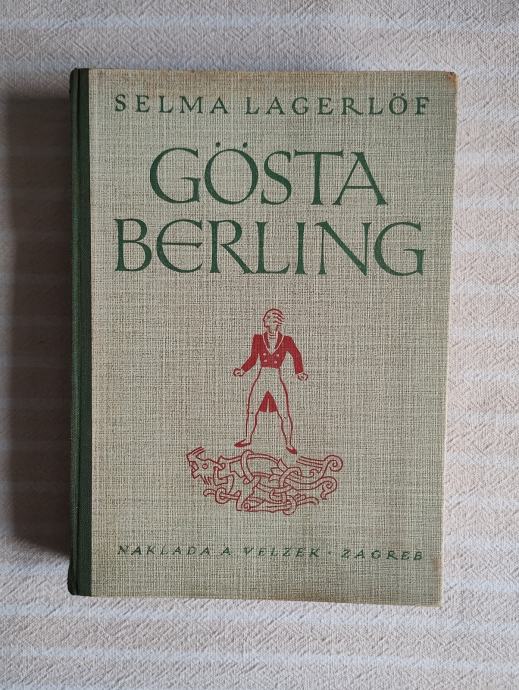 SELMA LAGERLÖF
GÖSTA
BERLING
NAKLADA A. VELZEK · ZAGREB